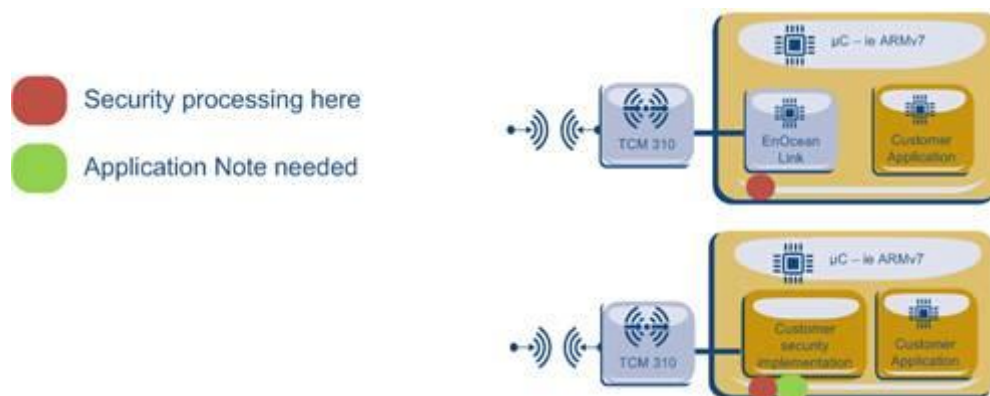 Security processing here
Application Note needed
µC – ie ARMv7
TCM 310
EnOcean
Link
Customer
Application
µC – ie ARMv7
TCM 310
Customer
security
implementation
Customer
Application